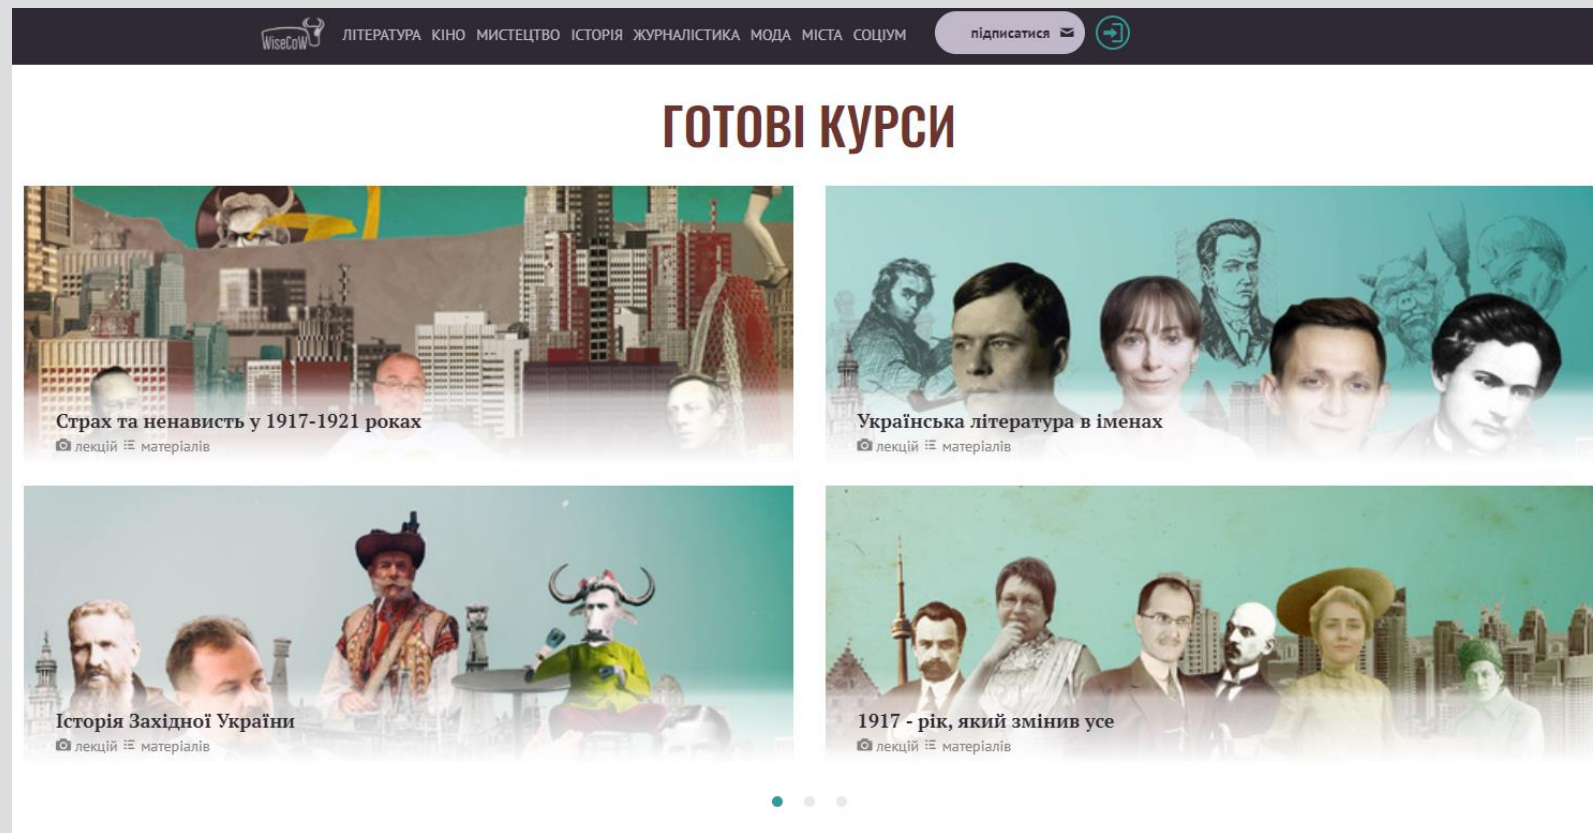 WiseCoW ЛІТЕРАТУРА КІНО МИСТЕЦТВО ІСТОРІЯ ЖУРНАЛІСТИКА МОДА МІСТА СОЦІУМ підписатися
ГОТОВІ КУРСИ
Страх та ненависть у 1917-1921 роках
лекцій матеріалів
Українська література в іменах
лекцій матеріалів
Історія Західної України
лекцій матеріалів
1917 - рік, який змінив усе
лекцій матеріалів